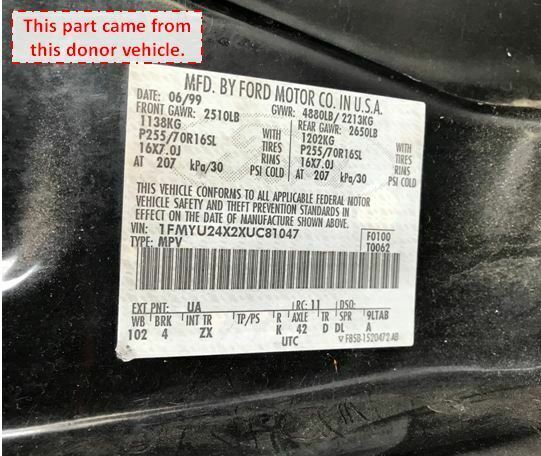 This part came from
this donor vehicle.
MFD. BY FORD MOTOR CO. IN U.S.A.
DATE: 06/99 GVWR: 4880LB/ 2213KG
FRONT GAWR: 2510LB REAR GAWR: 2650LB
1138KG WITH 1202KG WITH
P255/70R16SL TIRES P255/70R16SL TIRES
16X7.0J RIMS 16X7.0J RIMS
AT 207 kPa/30 PSI COLD AT 207 kPa/30 PSI COLD
THIS VEHICLE CONFORMS TO ALL APPLICABLE FEDERAL MOTOR
VEHICLE SAFETY AND THEFT PREVENTION STANDARDS IN
EFFECT ON THE DATE OF MANUFACTURE SHOWN ABOVE.
VIN: 1FMYU24X2XUC81047 F0100
TYPE: MPV T0062
EXT PNT: UA RC: 11 DSO:
WB BRK INT TR TP/PS R AXLE TR SPR 9LTAB
102 4 ZX K 42 D DL A
UTC F85B-1520472-AB